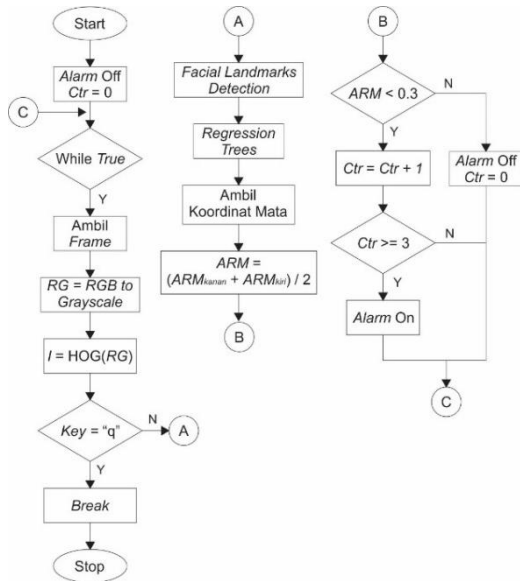 Start
Alarm Off
Ctr = 0
C
While True
Y
Ambil
Frame
RG = RGB to
Grayscale
I = HOG(RG)
Key = "q"
N
A
Y
Break
Stop
A
Facial Landmarks
Detection
Regression
Trees
Ambil
Koordinat Mata
ARM =
(ARMkanan + ARMkiri) / 2
B
B
ARM < 0.3
N
Y
Ctr = Ctr + 1
Alarm Off
Ctr = 0
Ctr >= 3
N
Y
Alarm On
C